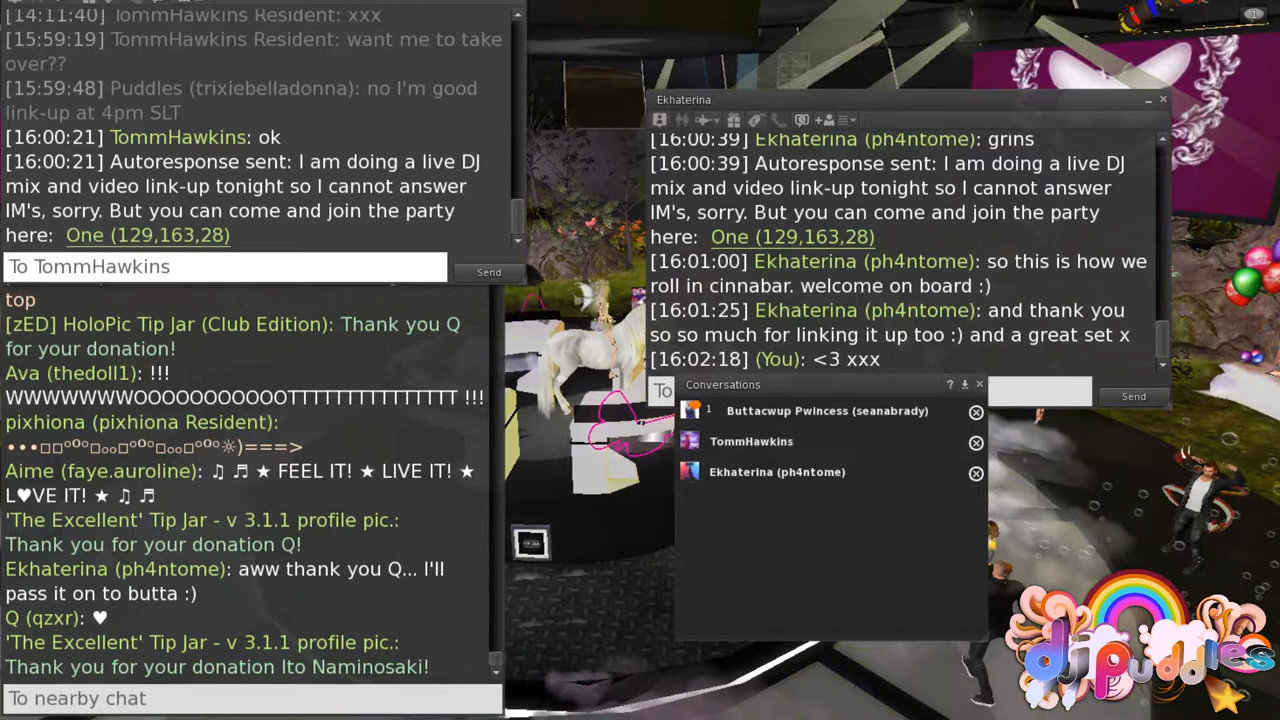 [14:11:40] TommHawkins Resident: xxx
[15:59:19] TommHawkins Resident: want me to take
over??
[15:59:48] Puddles (trixiebelladonna): no I'm good
link-up at 4pm SLT
[16:00:21] TommHawkins: ok
[16:00:21] Autoresponse sent: I am doing a live DJ
mix and video link-up tonight so I cannot answer
IM's, sorry. But you can come and join the party
here: One (129,163,28)
To TommHawkins
Send
top
[zED] HoloPic Tip Jar (Club Edition): Thank you Q
for your donation!
Ava (thedoll1): !!!
WWWWWWWOOOOOOOOOOOTTTTTTTTTTTTTTT !!!
pixhiona (pixhiona Resident):
•••□□ººº□ₒₒ□ºººº□ₒₒ□ººº☼)===>
Aime (faye.auroline): ♫ ♬ ★ FEEL IT! ★ LIVE IT! ★
L♥VE IT! ★ ♫ ♬
'The Excellent' Tip Jar - v 3.1.1 profile pic.:
Thank you for your donation Q!
Ekhaterina (ph4ntome): aww thank you Q... I'll
pass it on to butta :)
Q (qzxr): ♥
'The Excellent' Tip Jar - v 3.1.1 profile pic.:
Thank you for your donation Ito Naminosaki!
To nearby chat
1
Ekhaterina
[16:00:39] Ekhaterina (ph4ntome): grins
[16:00:39] Autoresponse sent: I am doing a live DJ
mix and video link-up tonight so I cannot answer
IM's, sorry. But you can come and join the party
here: One (129,163,28)
[16:01:00] Ekhaterina (ph4ntome): so this is how we
roll in cinnabar. welcome on board :)
[16:01:25] Ekhaterina (ph4ntome): and thank you
so so much for linking it up too :) and a great set x
[16:02:18] (You): <3 xxx
To
Send
Conversations
1 Buttacwup Pwincess (seanabrady)
TommHawkins
Ekhaterina (ph4ntome)
dj puddles